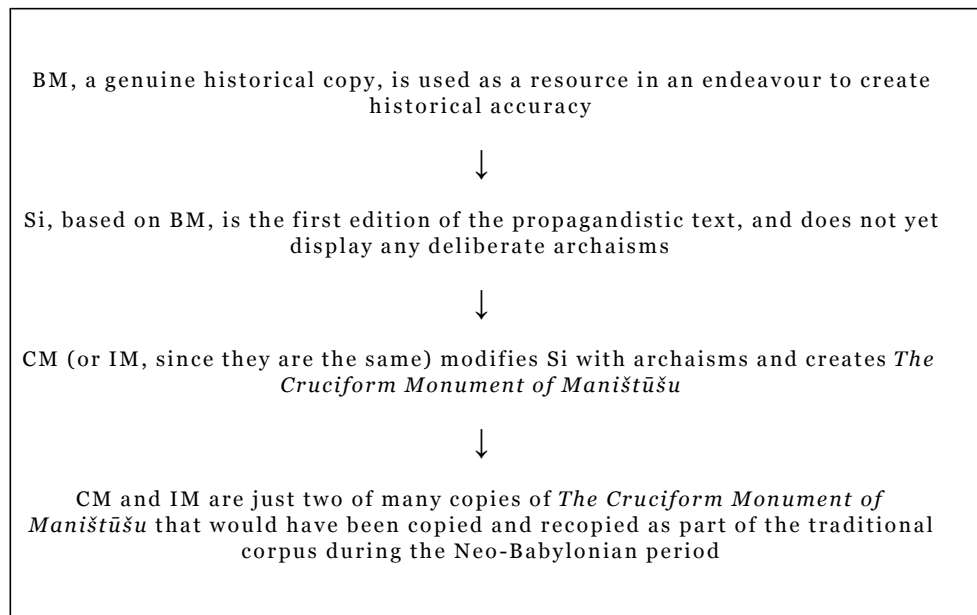 BM, a genuine historical copy, is used as a resource in an endeavour to create
historical accuracy
↓
Si, based on BM, is the first edition of the propagandistic text, and does not yet
display any deliberate archaisms
↓
CM (or IM, since they are the same) modifies Si with archaisms and creates The
Cruciform Monument of Maništūšu
↓
CM and IM are just two of many copies of The Cruciform Monument of
Maništūšu that would have been copied and recopied as part of the traditional
corpus during the Neo-Babylonian period